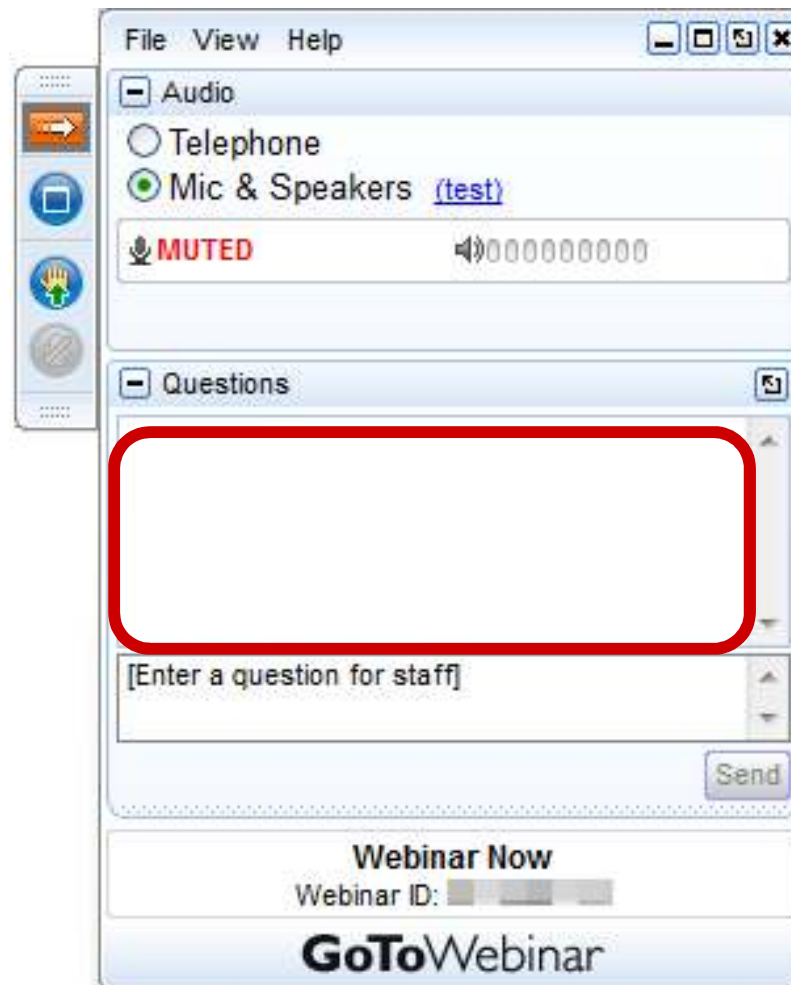 File View Help
Audio
Telephone
Mic & Speakers (test)
MUTED 000000000
Questions
[Enter a question for staff]
Send
Webinar Now
Webinar ID:
GoToWebinar